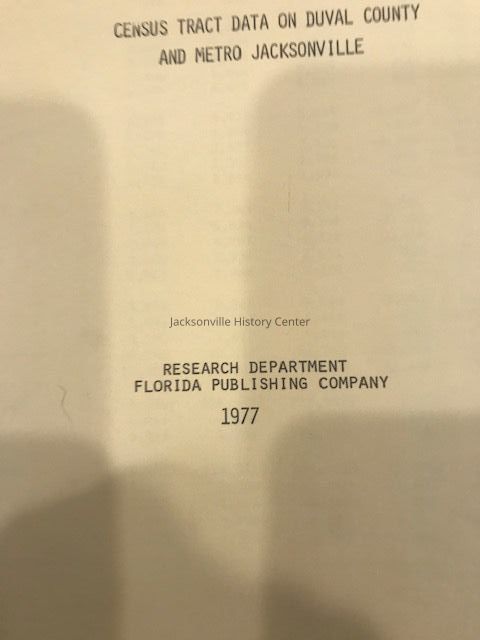 CENSUS TRACT DATA ON DUVAL COUNTY
AND METRO JACKSONVILLE
Jacksonville History Center
RESEARCH DEPARTMENT
FLORIDA PUBLISHING COMPANY
1977